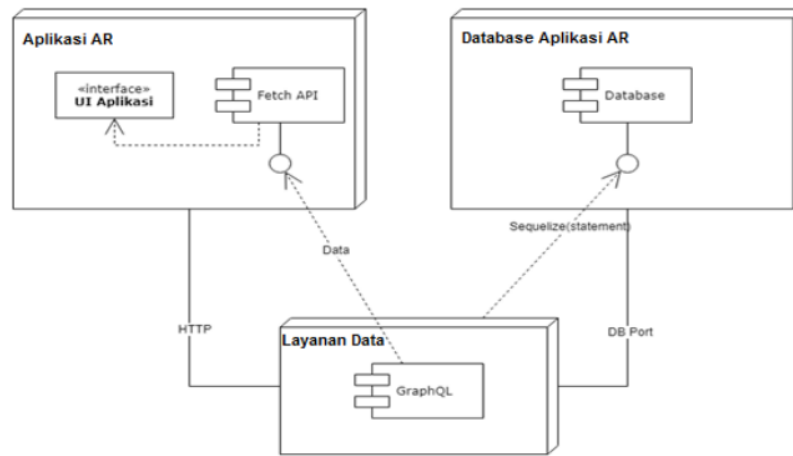 Aplikasi AR
«interface»
UI Aplikasi
Fetch API
Database Aplikasi AR
Database
Sequelize(statement)
Data
HTTP
DB Port
Layanan Data
GraphQL